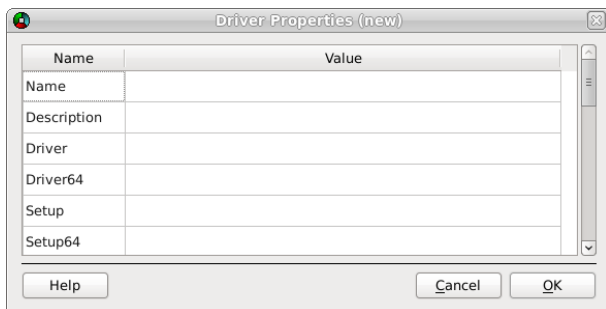 Driver Properties (new)
Name Value
Name
Description
Driver
Driver64
Setup
Setup64
Help Cancel OK